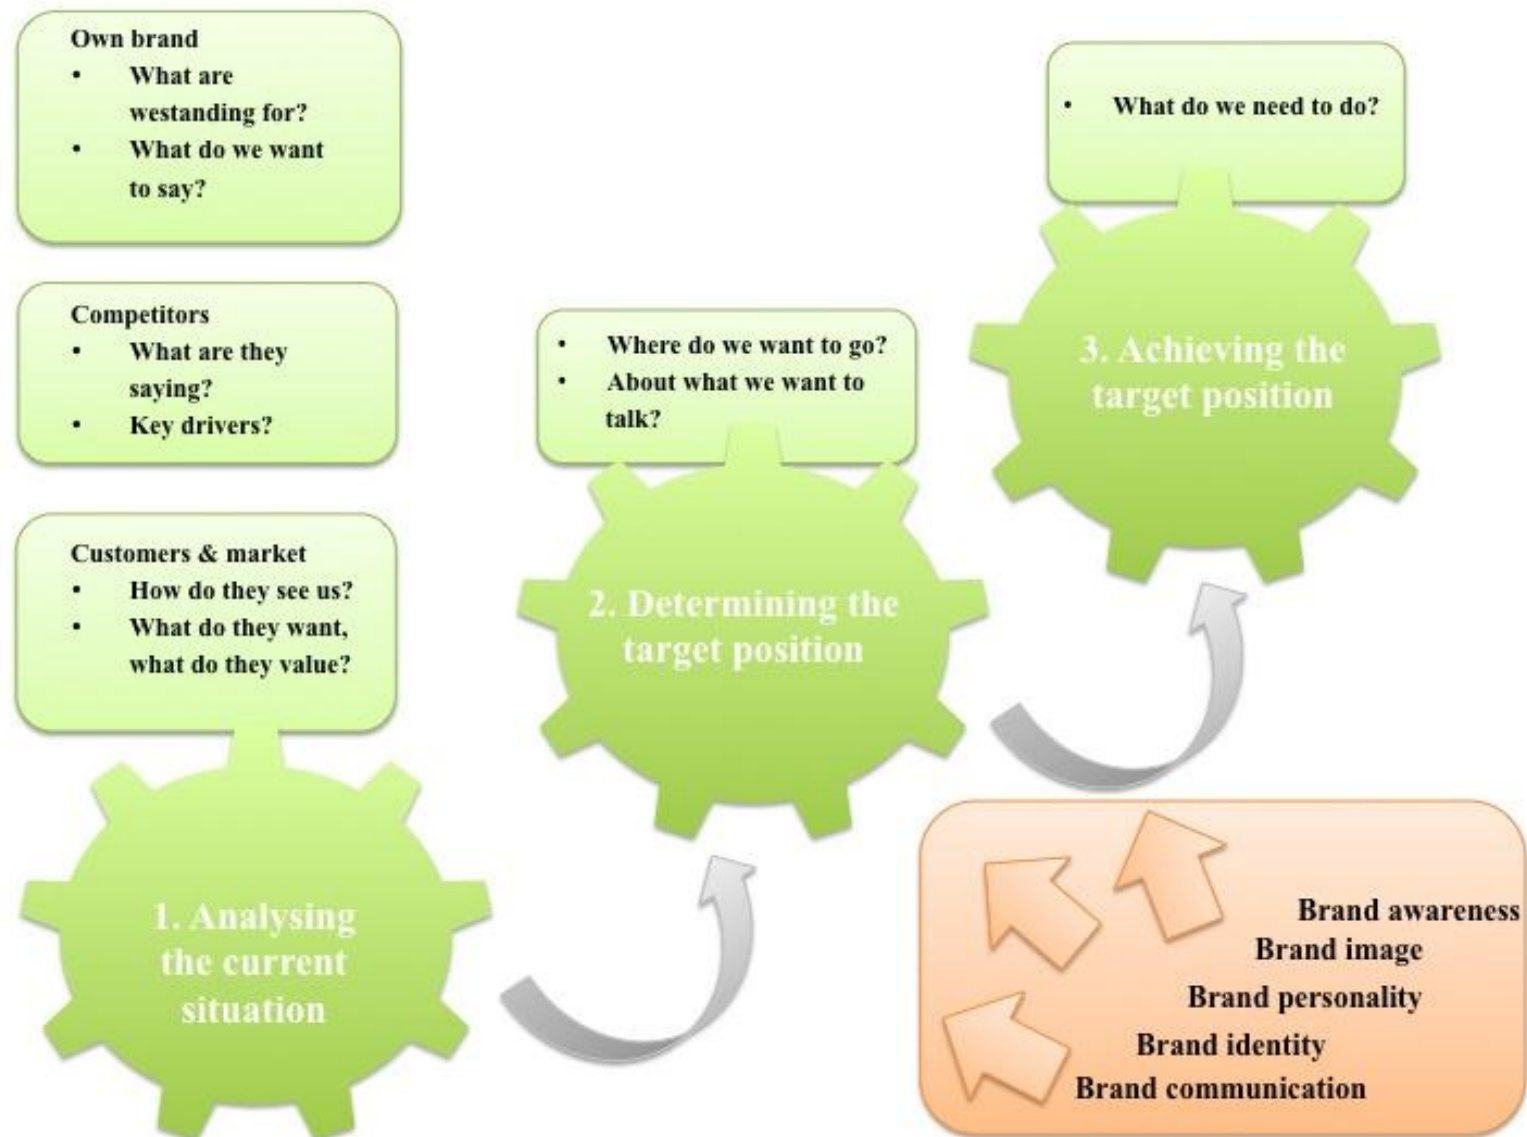 Own brand
• What are
westanding for?
• What do we want
to say?
Competitors
• What are they
saying?
• Key drivers?
Customers & market
• How do they see us?
• What do they want,
what do they value?
1. Analysing
the current
situation
• Where do we want to go?
• About what we want to
talk?
2. Determining the
target position
• What do we need to do?
3. Achieving the
target position
Brand awareness
Brand image
Brand personality
Brand identity
Brand communication